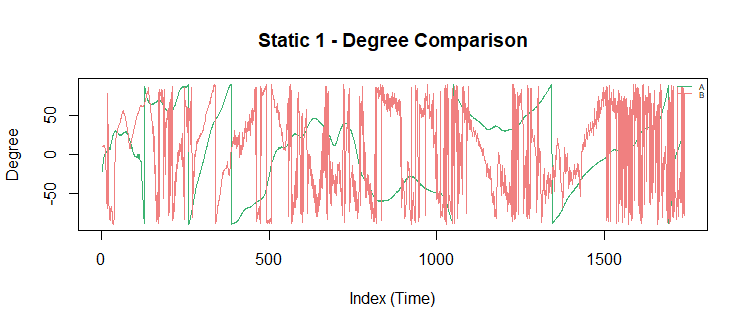 Static 1 - Degree Comparison
A
B
Degree
50
0
-50
0
500
1000
1500
Index (Time)